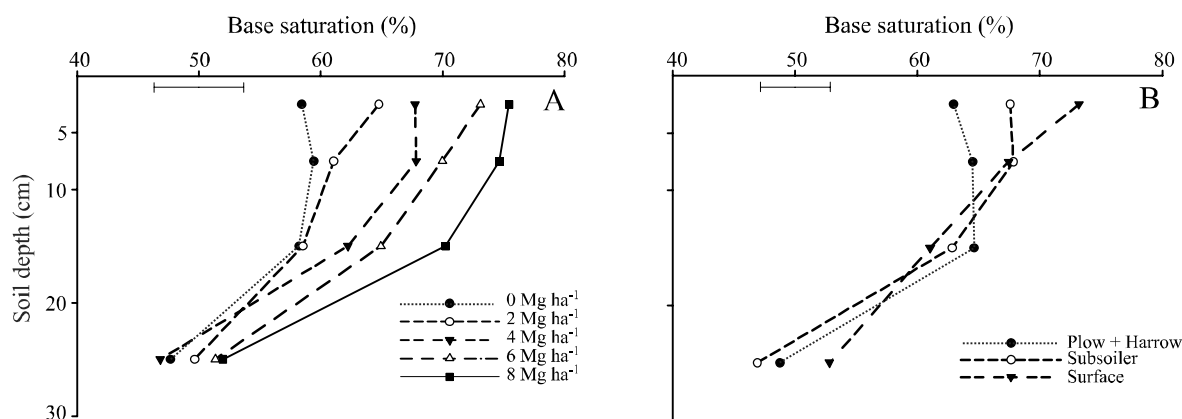 Base saturation (%)
40 50 60 70 80
A
Soil depth (cm)
5
10
20
30
0 Mg ha⁻¹
2 Mg ha⁻¹
4 Mg ha⁻¹
6 Mg ha⁻¹
8 Mg ha⁻¹
Base saturation (%)
40 50 60 70 80
B
Plow + Harrow
Subsoiler
Surface